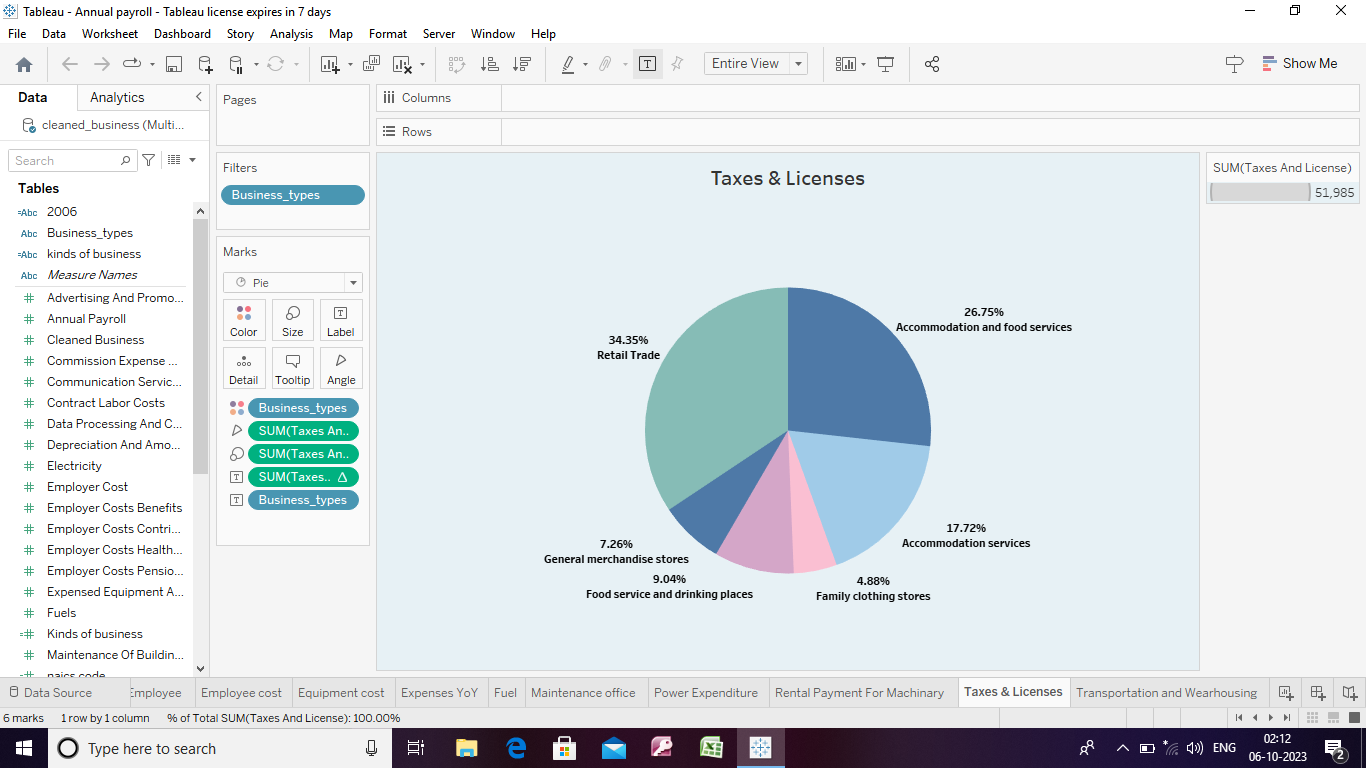 Tableau - Annual payroll - Tableau license expires in 7 days
File Data Worksheet Dashboard Story Analysis Map Format Server Window Help
Entire View
Show Me
Data Analytics
cleaned_business (Multi...
Search
Tables
=Abc 2006
Abc Business_types
=Abc kinds of business
Abc Measure Names
Advertising And Promo...
Annual Payroll
Cleaned Business
Commission Expense ...
Communication Servic...
Contract Labor Costs
Data Processing And C...
Depreciation And Amo...
Electricity
Employer Cost
Employer Costs Benefits
Employer Costs Contri...
Employer Costs Health...
Employer Costs Pensio...
Expensed Equipment A...
Fuels
Kinds of business
Maintenance Of Buildin...
naics code
Pages
Filters
Business_types
Marks
Pie
Color Size Label
Detail Tooltip Angle
Business_types
SUM(Taxes An..
SUM(Taxes An..
SUM(Taxes..
Business_types
Columns
Rows
Taxes & Licenses
26.75%
Accommodation and food services
34.35%
Retail Trade
17.72%
Accommodation services
7.26%
General merchandise stores
9.04%
Food service and drinking places
4.88%
Family clothing stores
SUM(Taxes And License)
51,985
Data Source Employee Employee cost Equipment cost Expenses YoY Fuel Maintenance office Power Expenditure Rental Payment For Machinary Taxes & Licenses Transportation and Wearhousing
6 marks 1 row by 1 column % of Total SUM(Taxes And License): 100.00%
Type here to search
ENG
02:12
06-10-2023
2